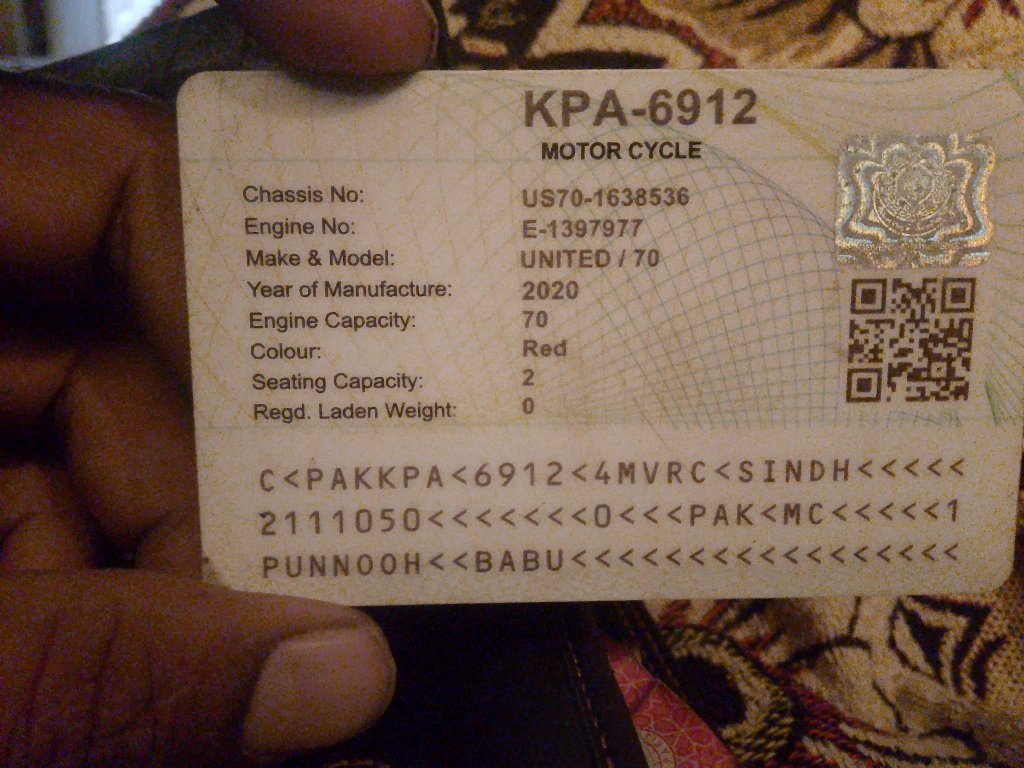 KPA-6912
MOTOR CYCLE
Chassis No: US70-1638536
Engine No: E-1397977
Make & Model: UNITED / 70
Year of Manufacture: 2020
Engine Capacity: 70
Colour: Red
Seating Capacity: 2
Regd. Laden Weight: 0
C<PAKKPA<6912<4MVRC<SINDH<<<<<
2111050<<<<<<<0<<<PAK<MC<<<<<1
PUNNOOH<<BABU<<<<<<<<<<<<<<<<<